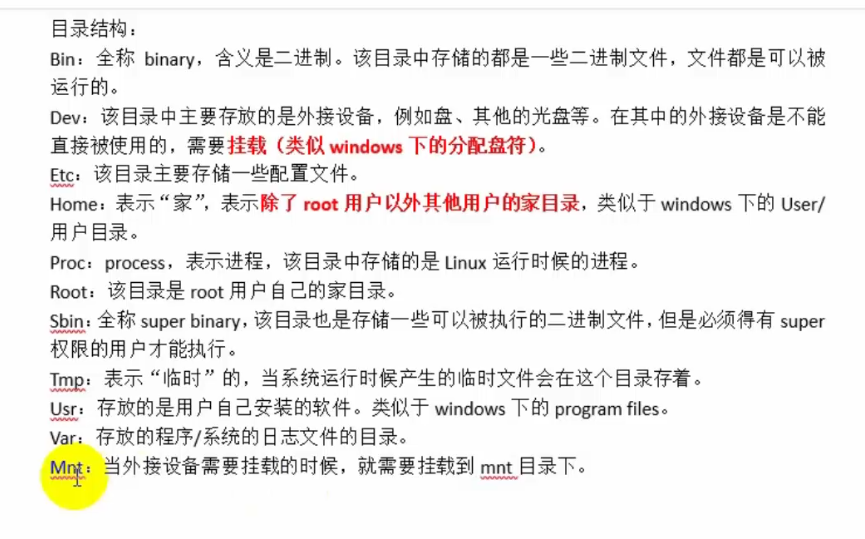 目录结构：
Bin：全称 binary，含义是二进制。该目录中存储的都是一些二进制文件，文件都是可以被
运行的。
Dev：该目录中主要存放的是外接设备，例如盘、其他的光盘等。在其中的外接设备是不能
直接被使用的，需要挂载（类似 windows 下的分配盘符）。
Etc：该目录主要存储一些配置文件。
Home：表示“家”，表示除了 root 用户以外其他用户的家目录，类似于 windows 下的 User/
用户目录。
Proc：process，表示进程，该目录中存储的是 Linux 运行时候的进程。
Root：该目录是 root 用户自己的家目录。
Sbin：全称 super binary，该目录也是存储一些可以被执行的二进制文件，但是必须得有 super
权限的用户才能执行。
Tmp：表示“临时”的，当系统运行时候产生的临时文件会在这个目录存着。
Usr：存放的是用户自己安装的软件。类似于 windows 下的 program files。
Var：存放的程序/系统的日志文件的目录。
Mnt：当外接设备需要挂载的时候，就需要挂载到 mnt 目录下。